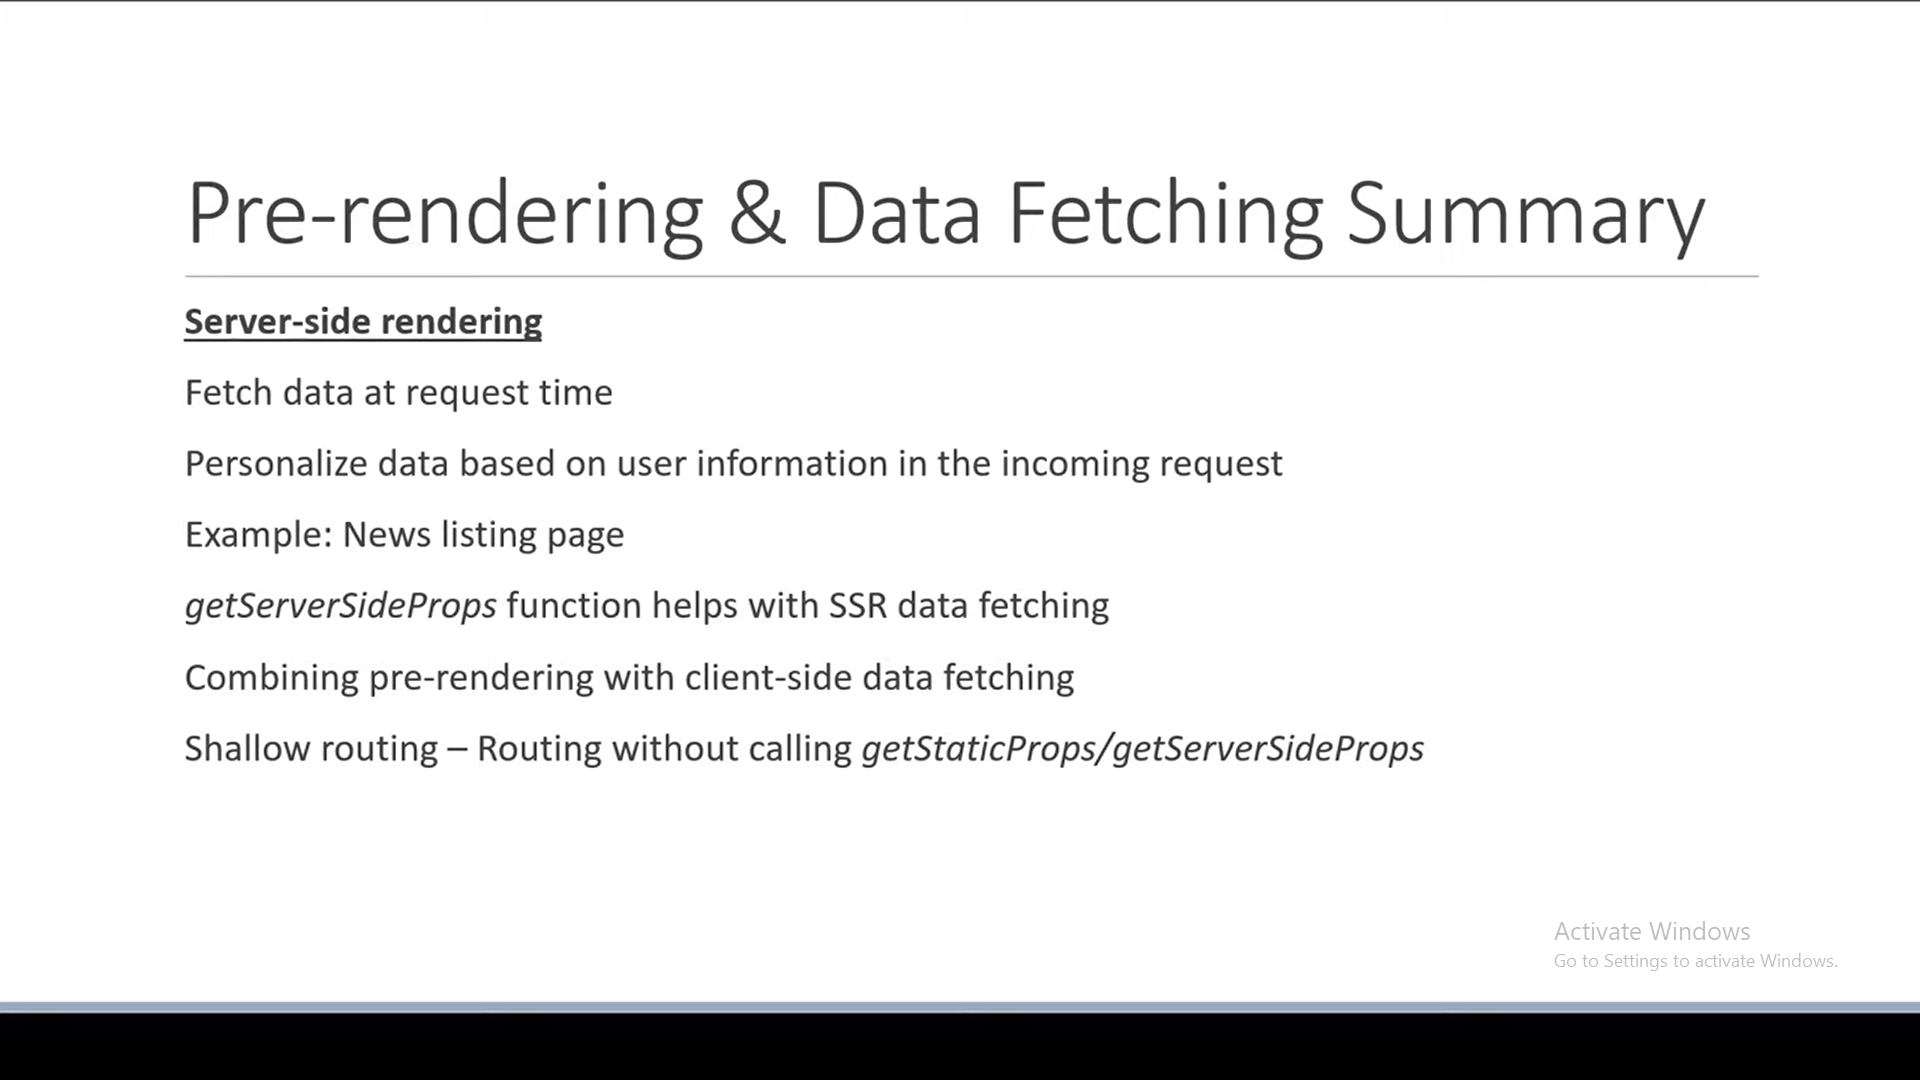 Pre-rendering & Data Fetching Summary
Server-side rendering
Fetch data at request time
Personalize data based on user information in the incoming request
Example: News listing page
getServerSideProps function helps with SSR data fetching
Combining pre-rendering with client-side data fetching
Shallow routing – Routing without calling getStaticProps/getServerSideProps
Activate Windows
Go to Settings to activate Windows.